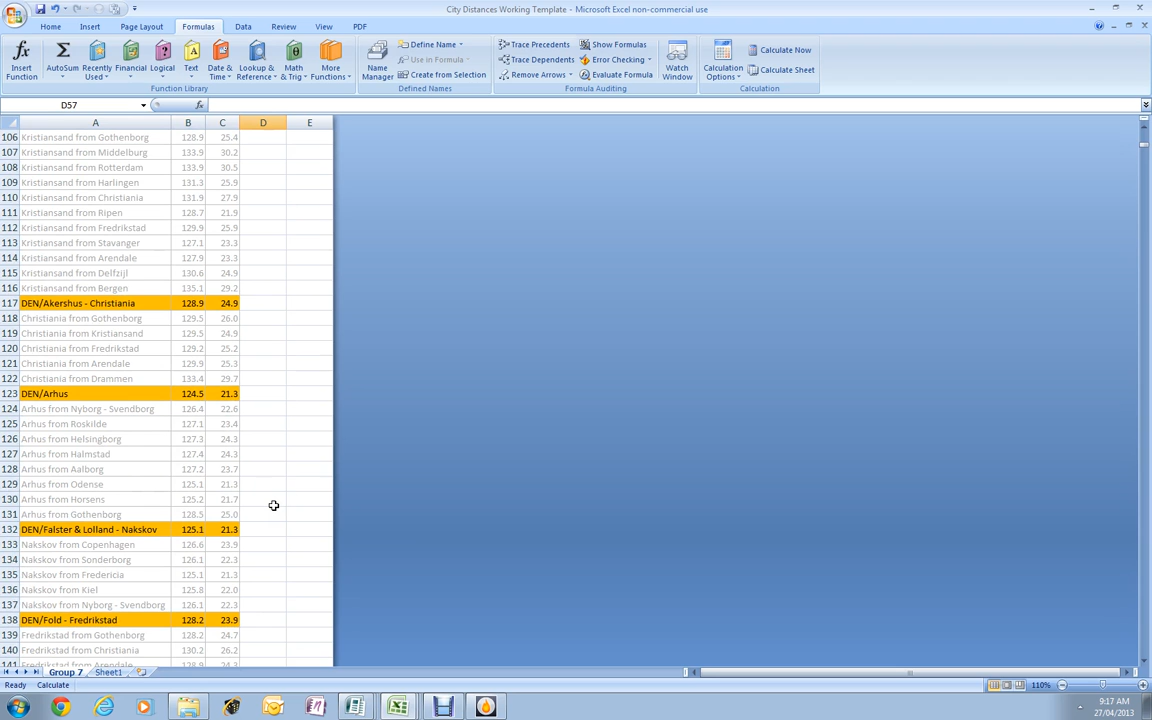 City Distances Working Template - Microsoft Excel non-commercial use
Home Insert Page Layout Formulas Data Review View PDF
Insert Function
AutoSum
Recently Used
Financial
Logical
Text
Date & Time
Lookup & Reference
Math & Trig
More Functions
Function Library
Name Manager
Define Name
Use in Formula
Create from Selection
Defined Names
Trace Precedents
Trace Dependents
Remove Arrows
Show Formulas
Error Checking
Evaluate Formula
Formula Auditing
Watch Window
Calculation Options
Calculate Now
Calculate Sheet
Calculation
D57 fx
A B C D E
106 Kristiansand from Gothenborg 128.9 25.4
107 Kristiansand from Middelburg 133.9 30.2
108 Kristiansand from Rotterdam 133.9 30.5
109 Kristiansand from Harlingen 131.3 25.9
110 Kristiansand from Christiania 131.9 27.9
111 Kristiansand from Ripen 128.7 21.9
112 Kristiansand from Fredrikstad 129.9 25.9
113 Kristiansand from Stavanger 127.1 23.3
114 Kristiansand from Arendale 127.9 23.3
115 Kristiansand from Delfzijl 130.6 24.9
116 Kristiansand from Bergen 135.1 29.2
117 DEN/Akershus - Christiania 128.9 24.9
118 Christiania from Gothenborg 129.5 26.0
119 Christiania from Kristiansand 129.5 24.9
120 Christiania from Fredrikstad 129.2 25.2
121 Christiania from Arendale 129.9 25.3
122 Christiania from Drammen 133.4 29.7
123 DEN/Arhus 124.5 21.3
124 Arhus from Nyborg - Svendborg 126.4 22.6
125 Arhus from Roskilde 127.1 23.4
126 Arhus from Helsingborg 127.3 24.3
127 Arhus from Halmstad 127.4 24.3
128 Arhus from Aalborg 127.2 23.7
129 Arhus from Odense 125.1 21.3
130 Arhus from Horsens 125.2 21.7
131 Arhus from Gothenborg 128.5 25.0
132 DEN/Falster & Lolland - Nakskov 125.1 21.3
133 Nakskov from Copenhagen 126.6 23.9
134 Nakskov from Sonderborg 126.1 22.3
135 Nakskov from Fredericia 125.1 21.3
136 Nakskov from Kiel 125.8 22.0
137 Nakskov from Nyborg - Svendborg 126.1 22.3
138 DEN/Fold - Fredrikstad 128.2 23.9
139 Fredrikstad from Gothenborg 128.2 24.7
140 Fredrikstad from Christiania 130.2 26.2
141 Fredrikstad from Arendale 128.9 24.3
Group 7 Sheet1
Ready Calculate 110%
9:17 AM
27/04/2013